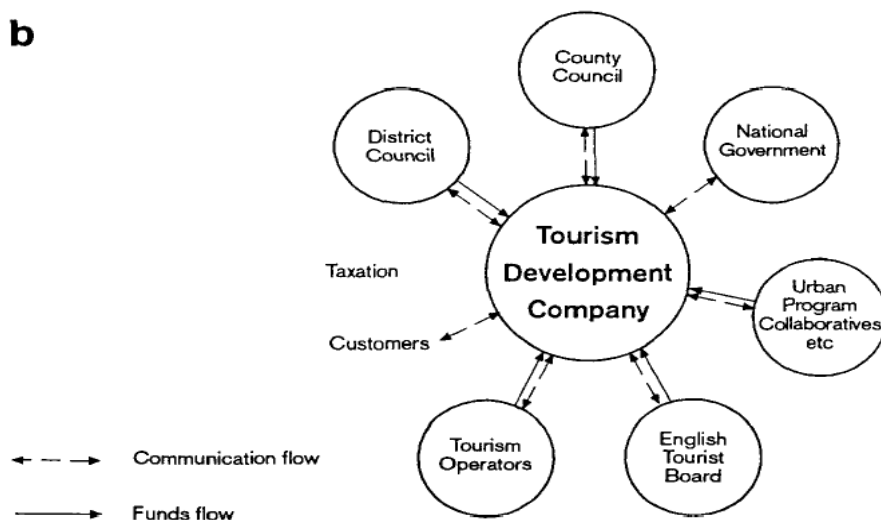 b
County
Council
District
Council
National
Government
Tourism
Development
Company
Taxation
Urban
Program
Collaboratives
etc
Customers
Tourism
Operators
English
Tourist
Board
Communication flow
Funds flow